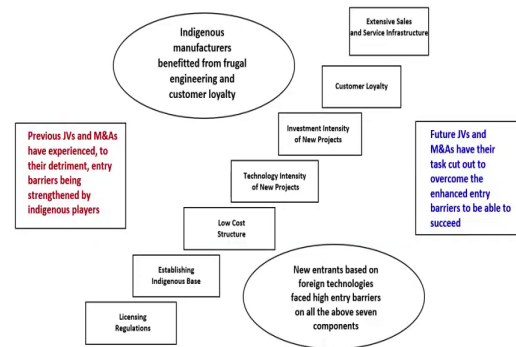 Extensive Sales
and Service Infrastructure
Indigenous
manufacturers
benefitted from frugal
engineering and
customer loyalty
Customer Loyalty
Investment Intensity
of New Projects
Previous JVs and M&As
have experienced, to
their detriment, entry
barriers being
strengthened by
indigenous players
Future JVs and
M&As have their
task cut out to
overcome the
enhanced entry
barriers to be able to
succeed
Technology Intensity
of New Projects
Low Cost
Structure
Establishing
Indigenous Base
New entrants based on
foreign technologies
faced high entry barriers
on all the above seven
components
Licensing
Regulations